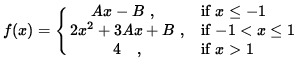 f(x) = { Ax − B , if x ≤ −1
2x² + 3Ax + B , if −1 < x ≤ 1
4 , if x > 1